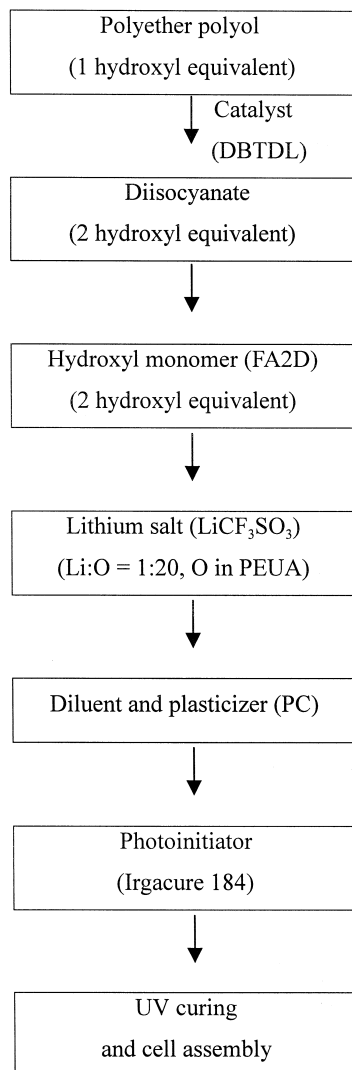 Polyether polyol
(1 hydroxyl equivalent)
Catalyst
(DBTDL)
Diisocyanate
(2 hydroxyl equivalent)
Hydroxyl monomer (FA2D)
(2 hydroxyl equivalent)
Lithium salt (LiCF₃SO₃)
(Li:O = 1:20, O in PEUA)
Diluent and plasticizer (PC)
Photoinitiator
(Irgacure 184)
UV curing
and cell assembly